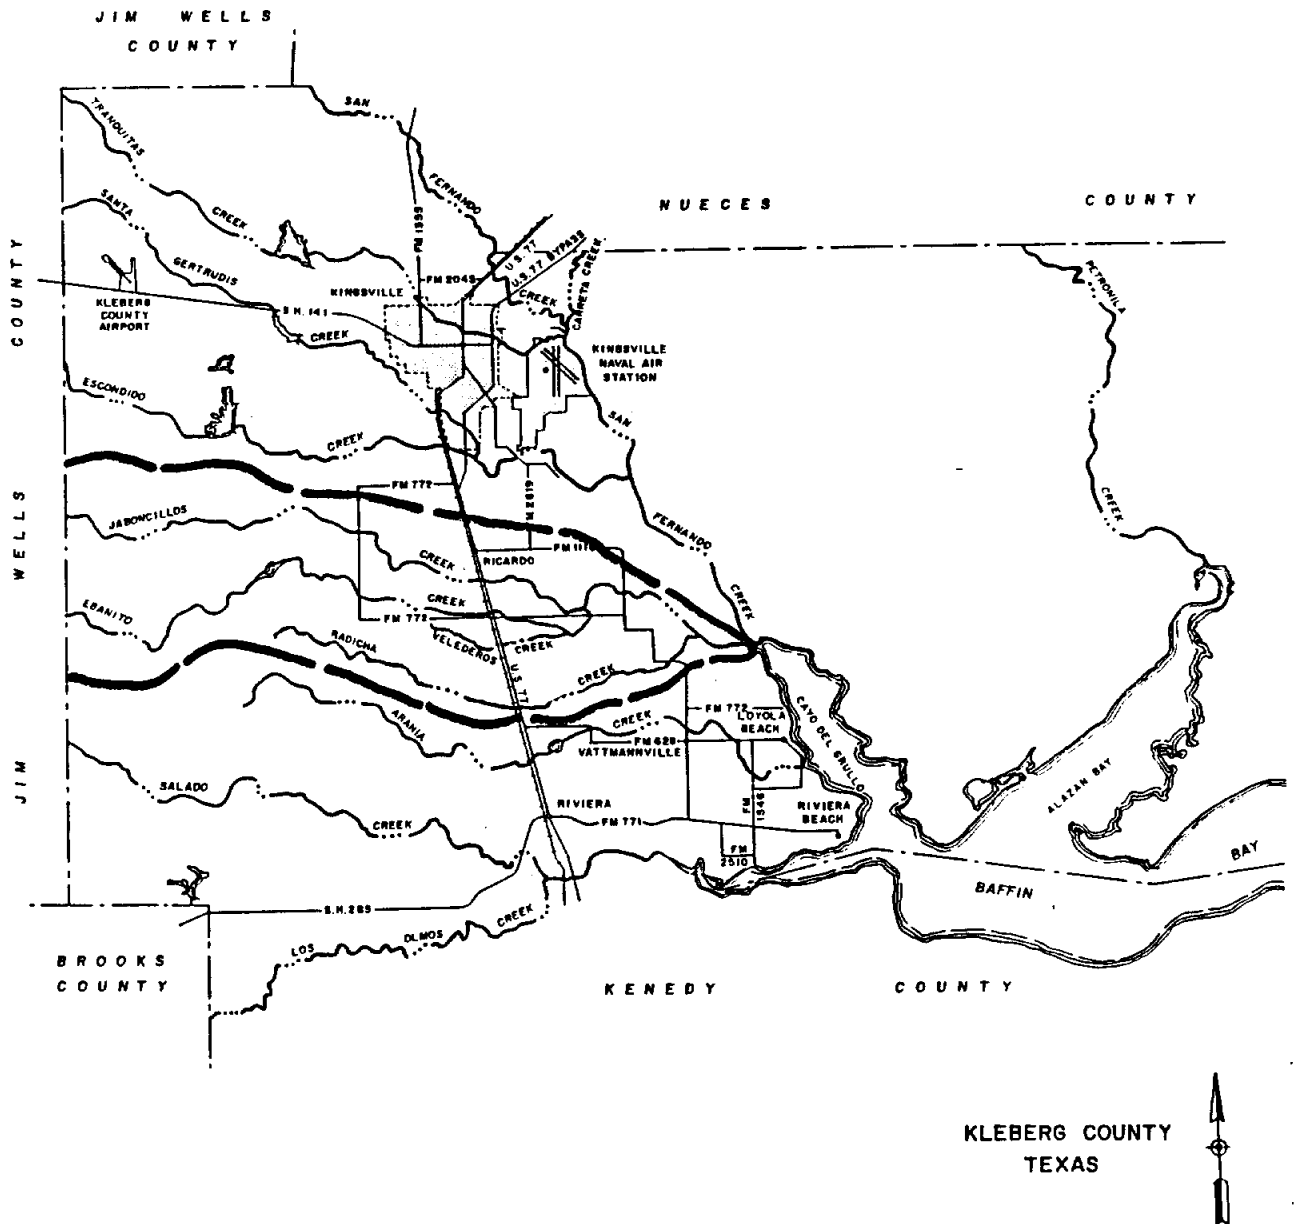 JIM WELLS
COUNTY
SAN
TRANQUITAS
FERNANDO
SANTA
CREEK
NUECES
COUNTY
FM 1355
U.S. 77
U.S. 77 BYPASS
COUNTY
GERTRUDIS
FM 2045
CARRETA CREEK
PETRONILA
KINGSVILLE
CREEK
KLEBERG
COUNTY
AIRPORT
S.H. 141
CREEK
KINGSVILLE
NAVAL AIR
STATION
ESCONDIDO
SAN
CREEK
WELLS
FM 772
FM 2619
JABONCILLOS
FERNANDO
CREEK
FM 1118
CREEK
RICARDO
CREEK
EBANITO
CREEK
FM 772
RADICHA
VELEDEROS
CREEK
U.S. 77
CREEK
ARANIA
CREEK
FM 772
LOYOLA
BEACH
CAYO DEL GRULLO
FM 628
VATTMANNVILLE
JIM
SALADO
ALAZAN BAY
RIVIERA
FM 1546
RIVIERA
BEACH
CREEK
FM 771
FM
2510
BAY
BAFFIN
S.H. 285
CREEK
LOS OLMOS
BROOKS
COUNTY
KENEDY
COUNTY
KLEBERG COUNTY
TEXAS